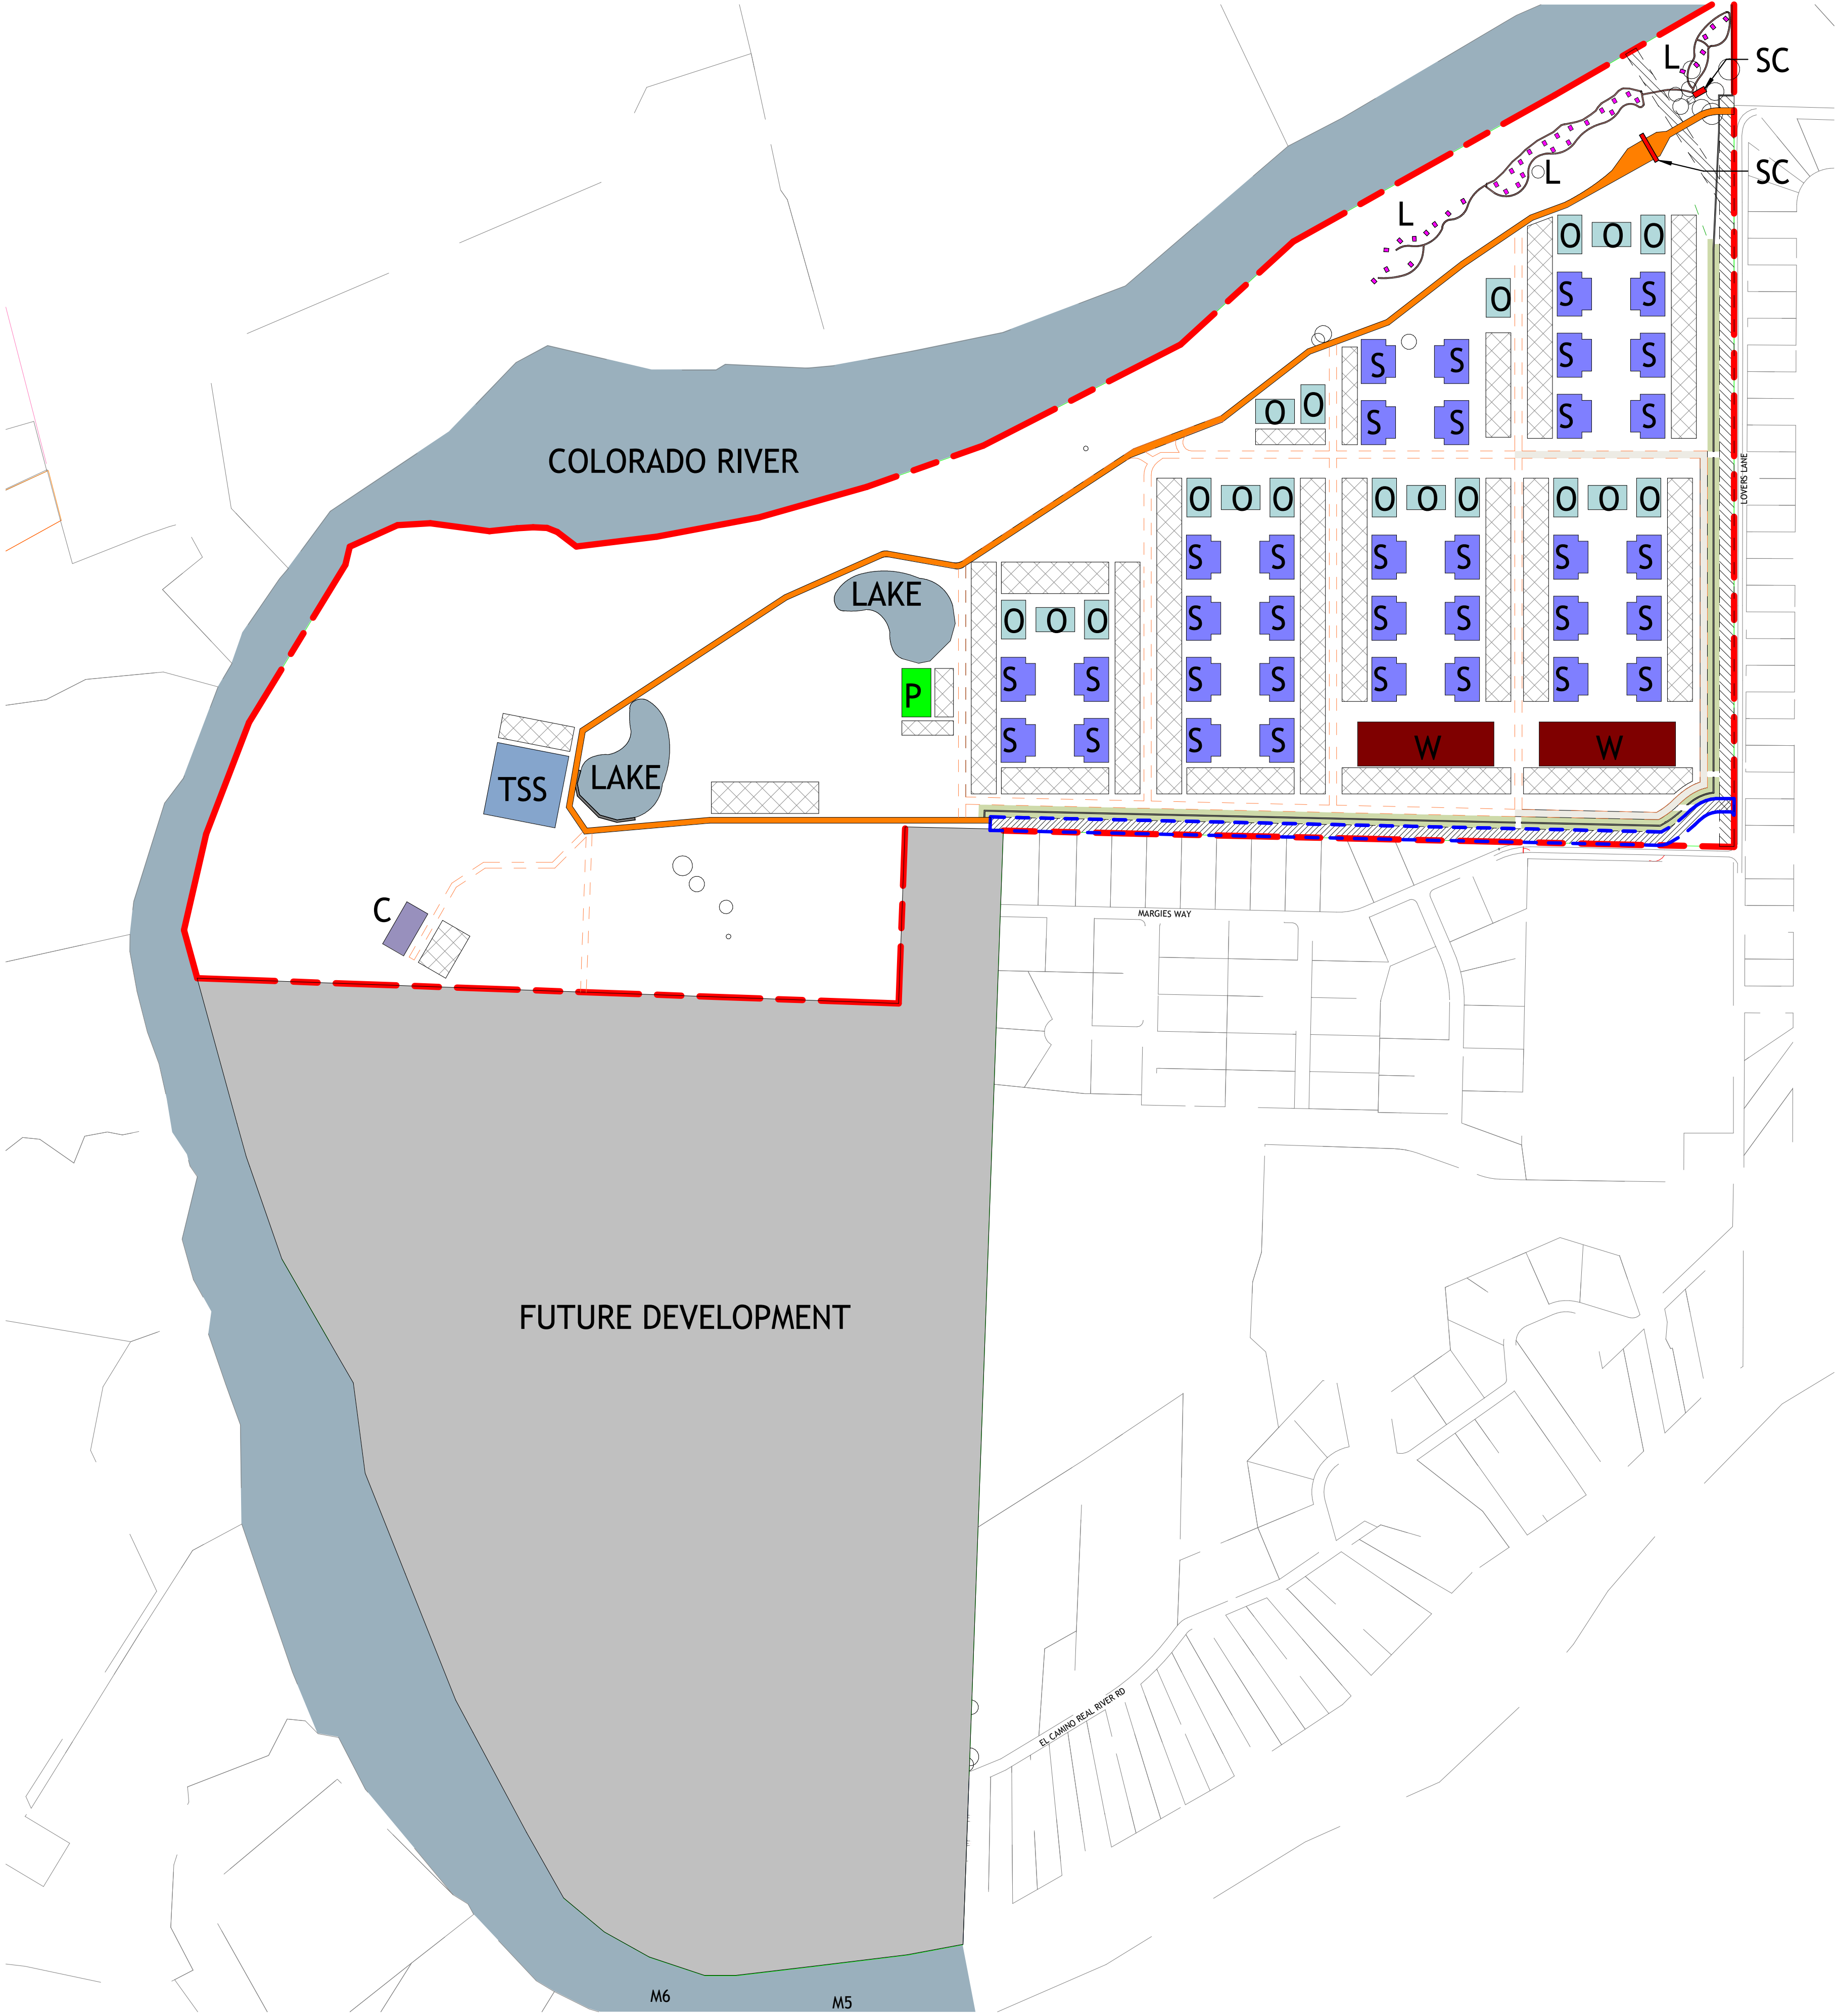 L SC
L SC
L
O O O
S S
O
S S S S
O O S S S S
COLORADO RIVER
LOVERS LANE
O O O O O O O O O
S S S S S S
LAKE
O O O S S S S S S
P S S S S S S S S
S S S S W W
TSS LAKE
C
MARGIES WAY
FUTURE DEVELOPMENT
EL CAMINO REAL RIVER RD
M6 M5